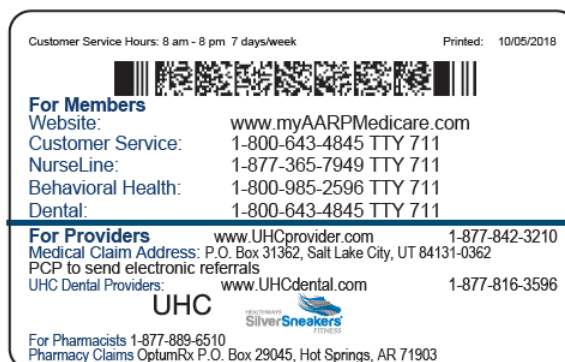 Customer Service Hours: 8 am - 8 pm 7 days/week Printed: 10/05/2018
For Members
Website: www.myAARPMedicare.com
Customer Service: 1-800-643-4845 TTY 711
NurseLine: 1-877-365-7949 TTY 711
Behavioral Health: 1-800-985-2596 TTY 711
Dental: 1-800-643-4845 TTY 711
For Providers www.UHCprovider.com 1-877-842-3210
Medical Claim Address: P.O. Box 31362, Salt Lake City, UT 84131-0362
PCP to send electronic referrals
UHC Dental Providers: www.UHCdental.com 1-877-816-3596
UHC
HEALTHWAYS
SilverSneakers
FITNESS
For Pharmacists 1-877-889-6510
Pharmacy Claims OptumRx P.O. Box 29045, Hot Springs, AR 71903